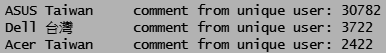 ASUS Taiwan comment from unique user: 30782
Dell 台灣 comment from unique user: 3722
Acer Taiwan comment from unique user: 2422